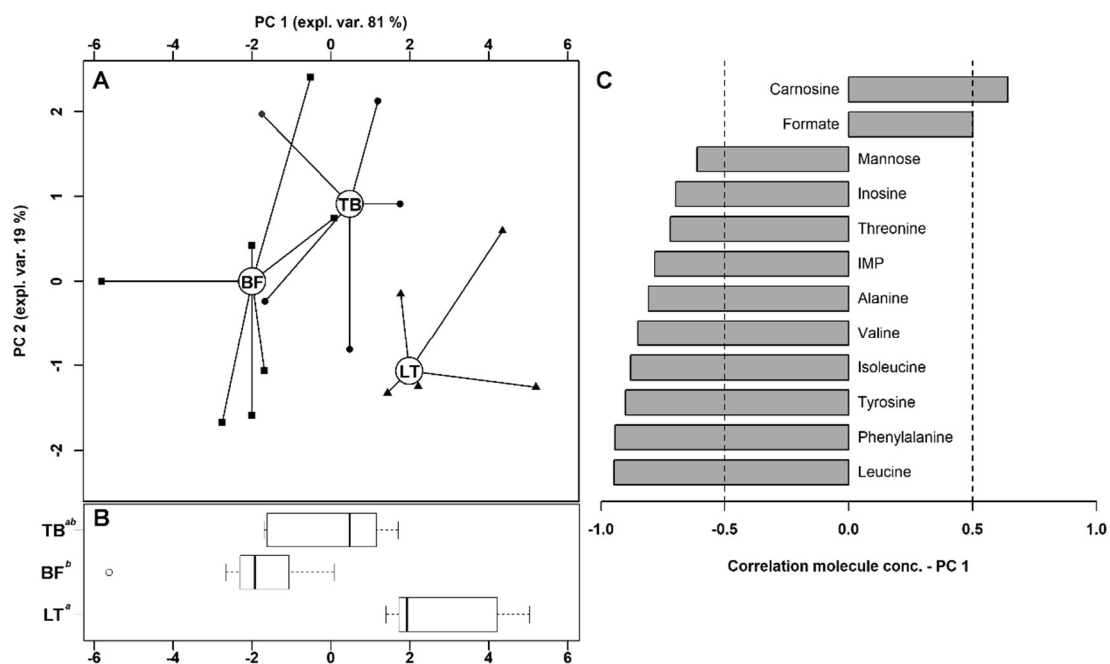 PC 1 (expl. var. 81 %)
-6 -4 -2 0 2 4 6
A
PC 2 (expl. var. 19 %)
2
1
0
-1
-2
TB
BF
LT
B
TBab
BFb
LTa
-6 -4 -2 0 2 4 6
C
Carnosine
Formate
Mannose
Inosine
Threonine
IMP
Alanine
Valine
Isoleucine
Tyrosine
Phenylalanine
Leucine
-1.0 -0.5 0.0 0.5 1.0
Correlation molecule conc. - PC 1